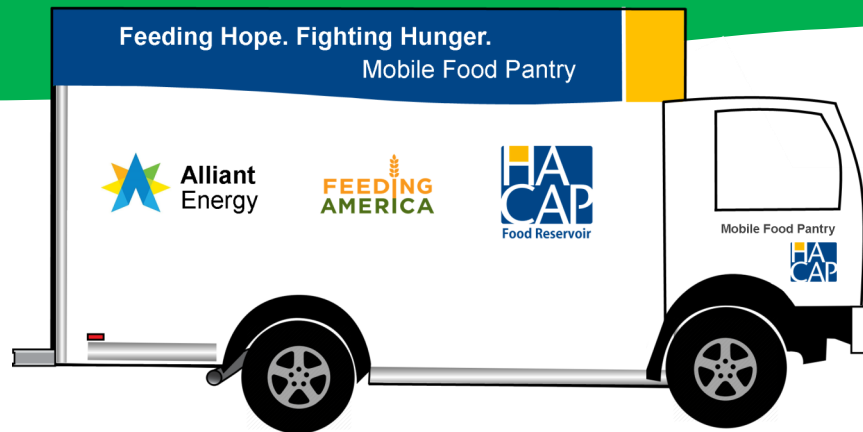 Feeding Hope. Fighting Hunger.
Mobile Food Pantry
Alliant
Energy
FEEDING
AMERICA
HA
CAP
Food Reservoir
Mobile Food Pantry
HA
CAP